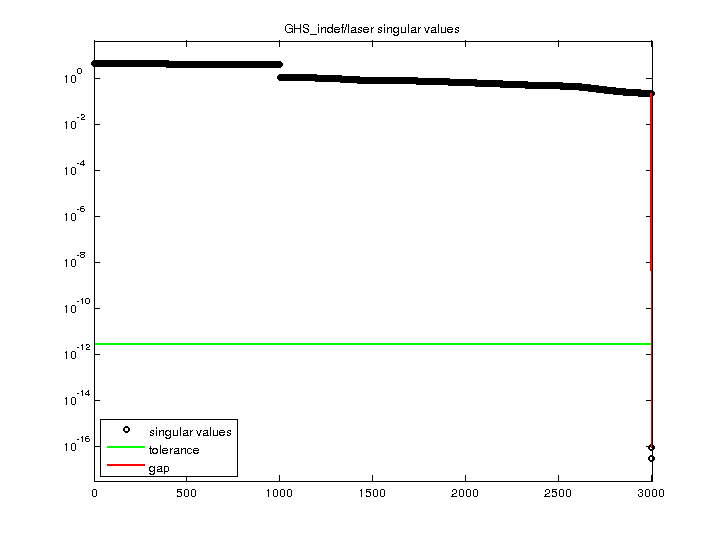 GHS_indef/laser singular values
10^0
10^-2
10^-4
10^-6
10^-8
10^-10
10^-12
10^-14
10^-16
singular values
tolerance
gap
0 500 1000 1500 2000 2500 3000